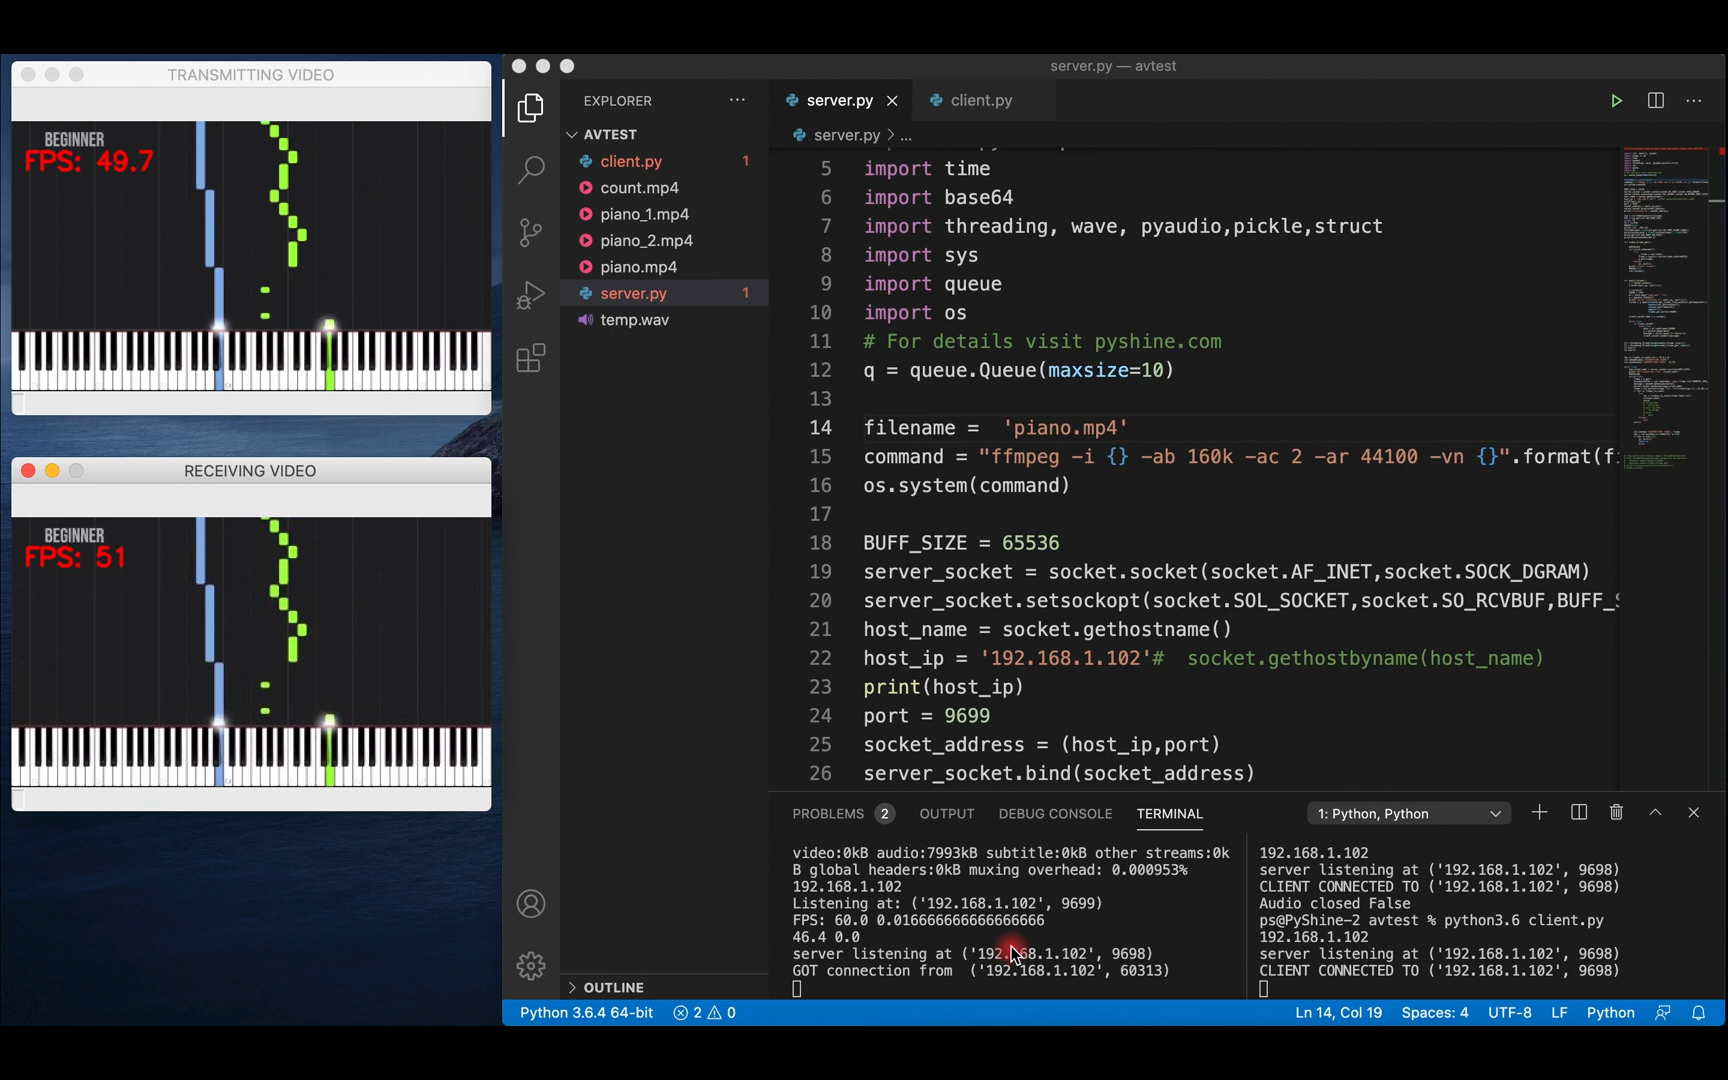 TRANSMITTING VIDEO
BEGINNER
FPS: 49.7
RECEIVING VIDEO
BEGINNER
FPS: 51
server.py — avtest
EXPLORER
AVTEST
client.py 1
count.mp4
piano_1.mp4
piano_2.mp4
piano.mp4
server.py 1
temp.wav
OUTLINE
server.py
client.py
server.py > ...
5 import time
6 import base64
7 import threading, wave, pyaudio,pickle,struct
8 import sys
9 import queue
10 import os
11 # For details visit pyshine.com
12 q = queue.Queue(maxsize=10)
13
14 filename = 'piano.mp4'
15 command = "ffmpeg -i {} -ab 160k -ac 2 -ar 44100 -vn {}".format(f
16 os.system(command)
17
18 BUFF_SIZE = 65536
19 server_socket = socket.socket(socket.AF_INET,socket.SOCK_DGRAM)
20 server_socket.setsockopt(socket.SOL_SOCKET,socket.SO_RCVBUF,BUFF_S
21 host_name = socket.gethostname()
22 host_ip = '192.168.1.102'# socket.gethostbyname(host_name)
23 print(host_ip)
24 port = 9699
25 socket_address = (host_ip,port)
26 server_socket.bind(socket_address)
PROBLEMS 2 OUTPUT DEBUG CONSOLE TERMINAL 1: Python, Python
video:0kB audio:7993kB subtitle:0kB other streams:0k
B global headers:0kB muxing overhead: 0.000953%
192.168.1.102
Listening at: ('192.168.1.102', 9699)
FPS: 60.0 0.016666666666666666
46.4 0.0
server listening at ('192.168.1.102', 9698)
GOT connection from ('192.168.1.102', 60313)
192.168.1.102
server listening at ('192.168.1.102', 9698)
CLIENT CONNECTED TO ('192.168.1.102', 9698)
Audio closed False
ps@PyShine-2 avtest % python3.6 client.py
192.168.1.102
server listening at ('192.168.1.102', 9698)
CLIENT CONNECTED TO ('192.168.1.102', 9698)
Python 3.6.4 64-bit 2 0 Ln 14, Col 19 Spaces: 4 UTF-8 LF Python